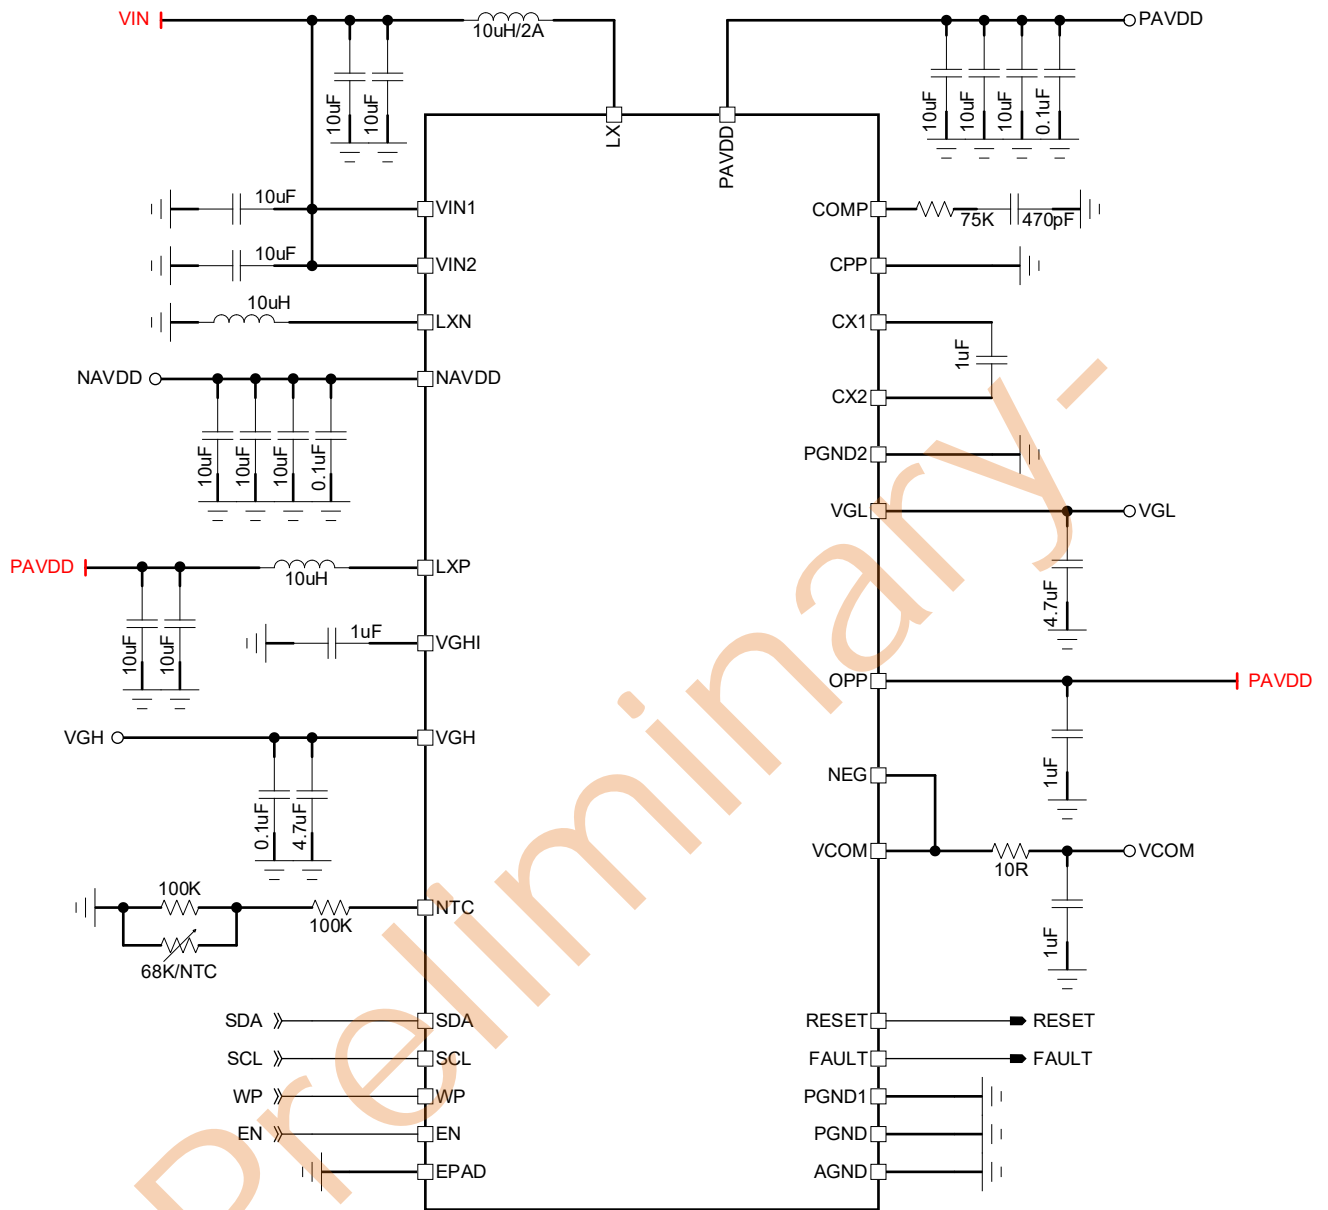 VIN
10uH/2A
PAVDD
10uF
10uF
10uF
10uF
10uF
0.1uF
LX
PAVDD
10uF
VIN1
COMP
75K
470pF
10uF
VIN2
CPP
10uH
LXN
CX1
1uF
NAVDD
NAVDD
CX2
10uF
10uF
10uF
0.1uF
PGND2
VGL
VGL
4.7uF
PAVDD
10uH
LXP
10uF
10uF
1uF
VGHI
OPP
PAVDD
1uF
VGH
VGH
0.1uF
4.7uF
NEG
VCOM
10R
VCOM
1uF
100K
100K
NTC
68K/NTC
SDA
SDA
RESET
RESET
SCL
SCL
FAULT
FAULT
WP
WP
PGND1
EN
EN
PGND
EPAD
AGND
Preliminary-